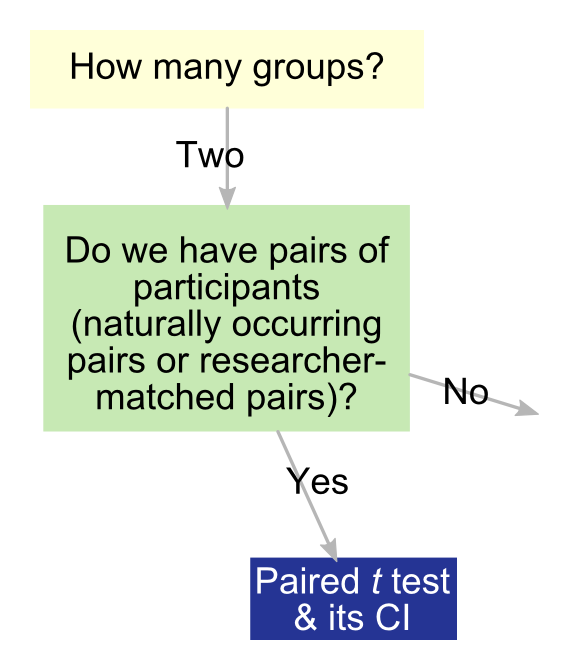 How many groups?
Two
Do we have pairs of
participants
(naturally occurring
pairs or researcher-
matched pairs)?
No
Yes
Paired t test
& its CI